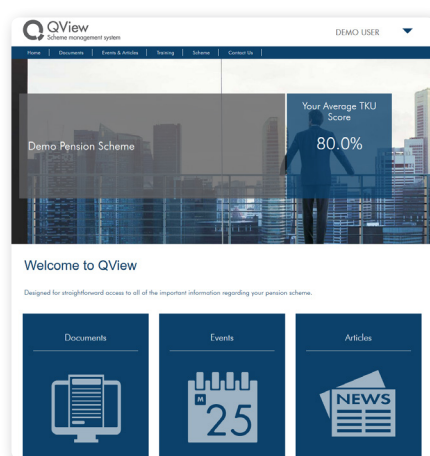 QView
Scheme management system
DEMO USER
Home Documents Events & Articles Training Scheme Contact Us
Your Average TKU
Score
80.0%
Demo Pension Scheme
Welcome to QView
Designed for straightforward access to all of the important information regarding your pension scheme.
Documents Events Articles
M
25
NEWS